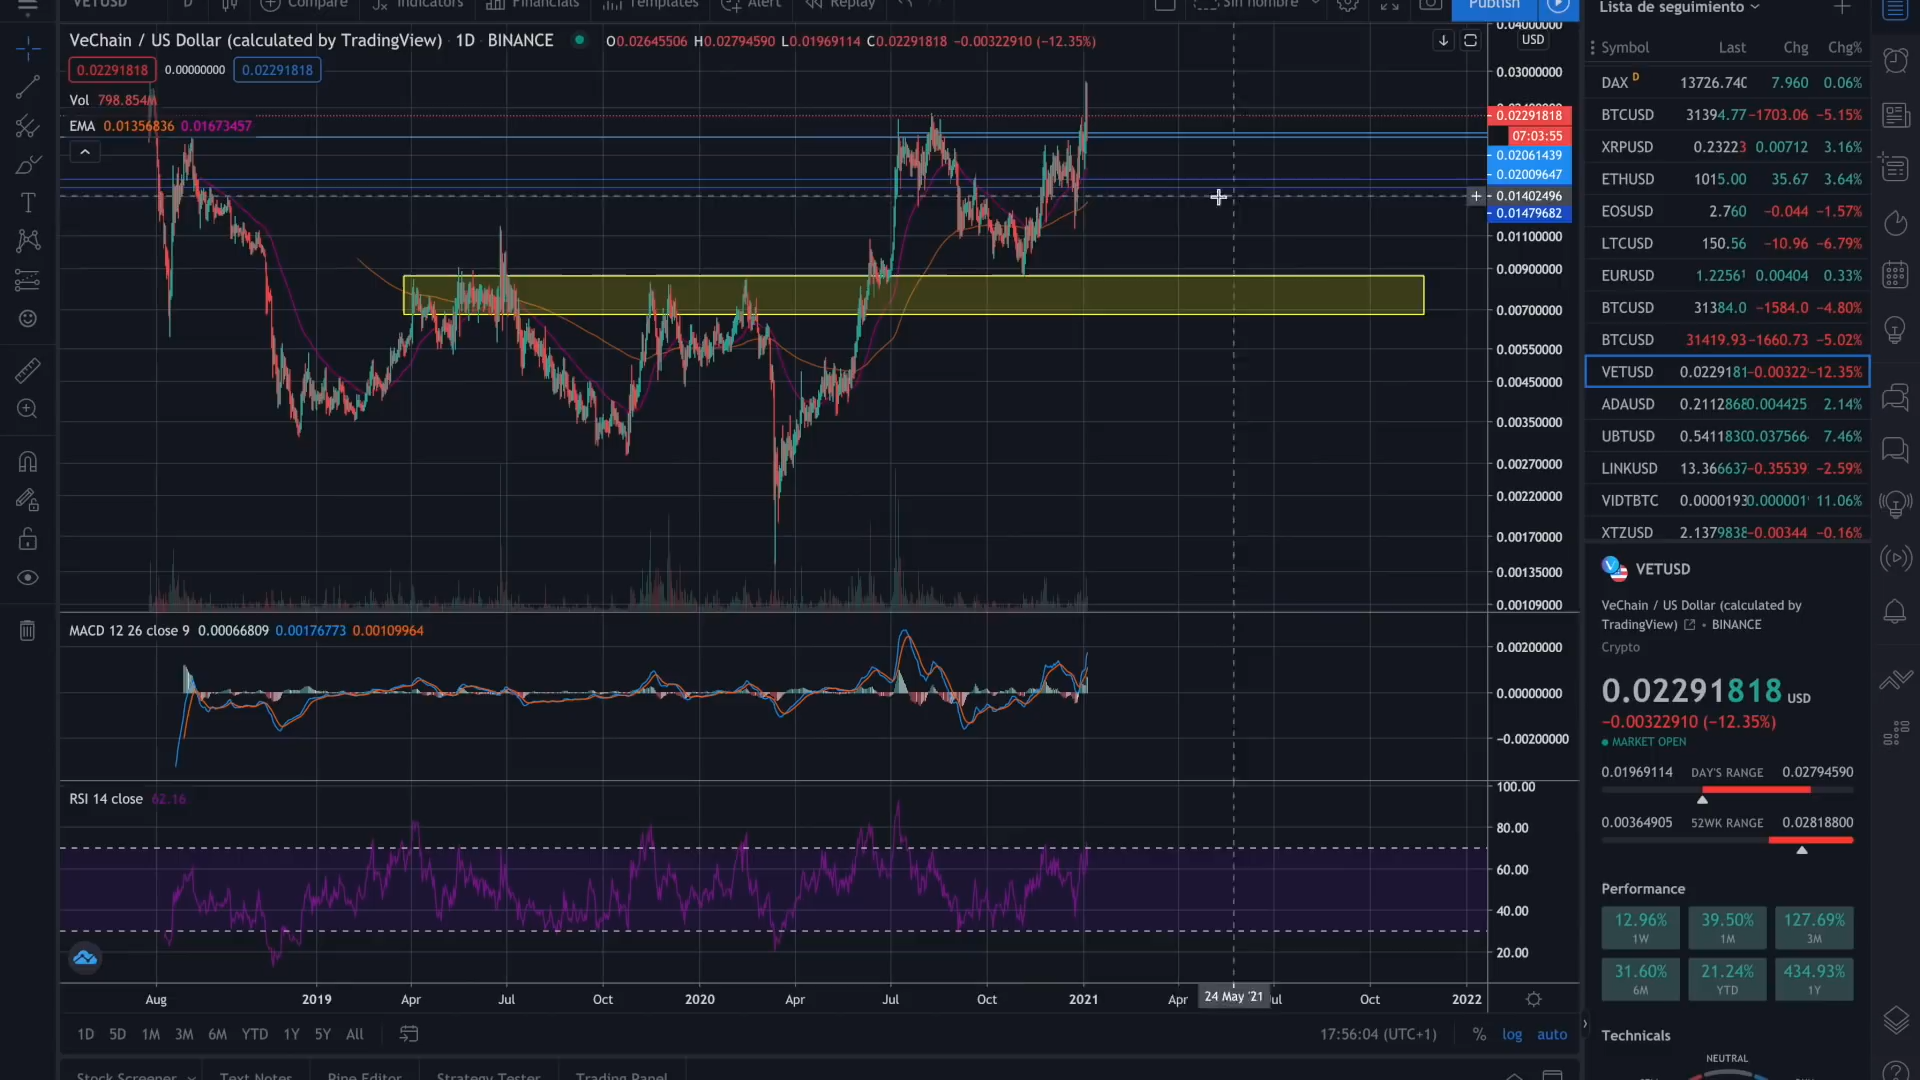 VETUSD D Compare Indicators Financials Templates Alert Replay Sin nombre Publish
VeChain / US Dollar (calculated by TradingView) · 1D · BINANCE O0.02645506 H0.02794590 L0.01969114 C0.02291818 −0.00322910 (−12.35%)
0.02291818 0.00000000 0.02291818
Vol 798.854M
EMA 0.01356836 0.01673457
USD
0.04000000
0.03000000
0.02291818
07:03:55
0.02061439
0.02009647
0.01402496
0.01479682
0.01100000
0.00900000
0.00700000
0.00550000
0.00450000
0.00350000
0.00270000
0.00220000
0.00170000
0.00135000
0.00109000
MACD 12 26 close 9 0.00066809 0.00176773 0.00109964
0.00200000
0.00000000
−0.00200000
RSI 14 close 62.16
100.00
80.00
60.00
40.00
20.00
Aug 2019 Apr Jul Oct 2020 Apr Jul Oct 2021 Apr 24 May '21 Oct 2022
1D 5D 1M 3M 6M YTD 1Y 5Y All
17:56:04 (UTC+1) % log auto
Stock Screener Text Notes Pine Editor Strategy Tester Trading Panel
Lista de seguimiento
Symbol Last Chg Chg%
DAX D 13726.740 7.960 0.06%
BTCUSD 31394.77 −1703.06 −5.15%
XRPUSD 0.23223 0.00712 3.16%
ETHUSD 1015.00 35.67 3.64%
EOSUSD 2.760 −0.044 −1.57%
LTCUSD 150.56 −10.96 −6.79%
EURUSD 1.22561 0.00404 0.33%
BTCUSD 31384.0 −1584.0 −4.80%
BTCUSD 31419.93 −1660.73 −5.02%
VETUSD 0.0229181 −0.00322 −12.35%
ADAUSD 0.2112868 0.004425 2.14%
UBTUSD 0.5411830 0.037566 7.46%
LINKUSD 13.366637 −0.35539 −2.59%
VIDTBTC 0.0000193 0.000001 11.06%
XTZUSD 2.1379838 −0.00344 −0.16%
VETUSD
VeChain / US Dollar (calculated by
TradingView) • BINANCE
Crypto
0.02291818 USD
−0.00322910 (−12.35%)
MARKET OPEN
0.01969114 DAY'S RANGE 0.02794590
0.00364905 52WK RANGE 0.02818800
Performance
12.96% 39.50% 127.69%
1W 1M 3M
31.60% 21.24% 434.93%
6M YTD 1Y
Technicals
NEUTRAL